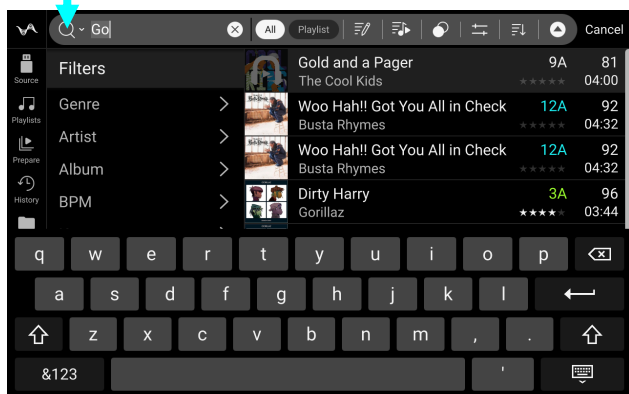 Go All Playlist Cancel
Source
Playlists
Prepare
History
Filters
Genre
Artist
Album
BPM
Gold and a Pager 9A 81
The Cool Kids 04:00
Woo Hah!! Got You All in Check 12A 92
Busta Rhymes 04:32
Woo Hah!! Got You All in Check 12A 92
Busta Rhymes 04:32
Dirty Harry 3A 96
Gorillaz 03:44
q w e r t y u i o p
a s d f g h j k l
z x c v b n m , .
&123 '